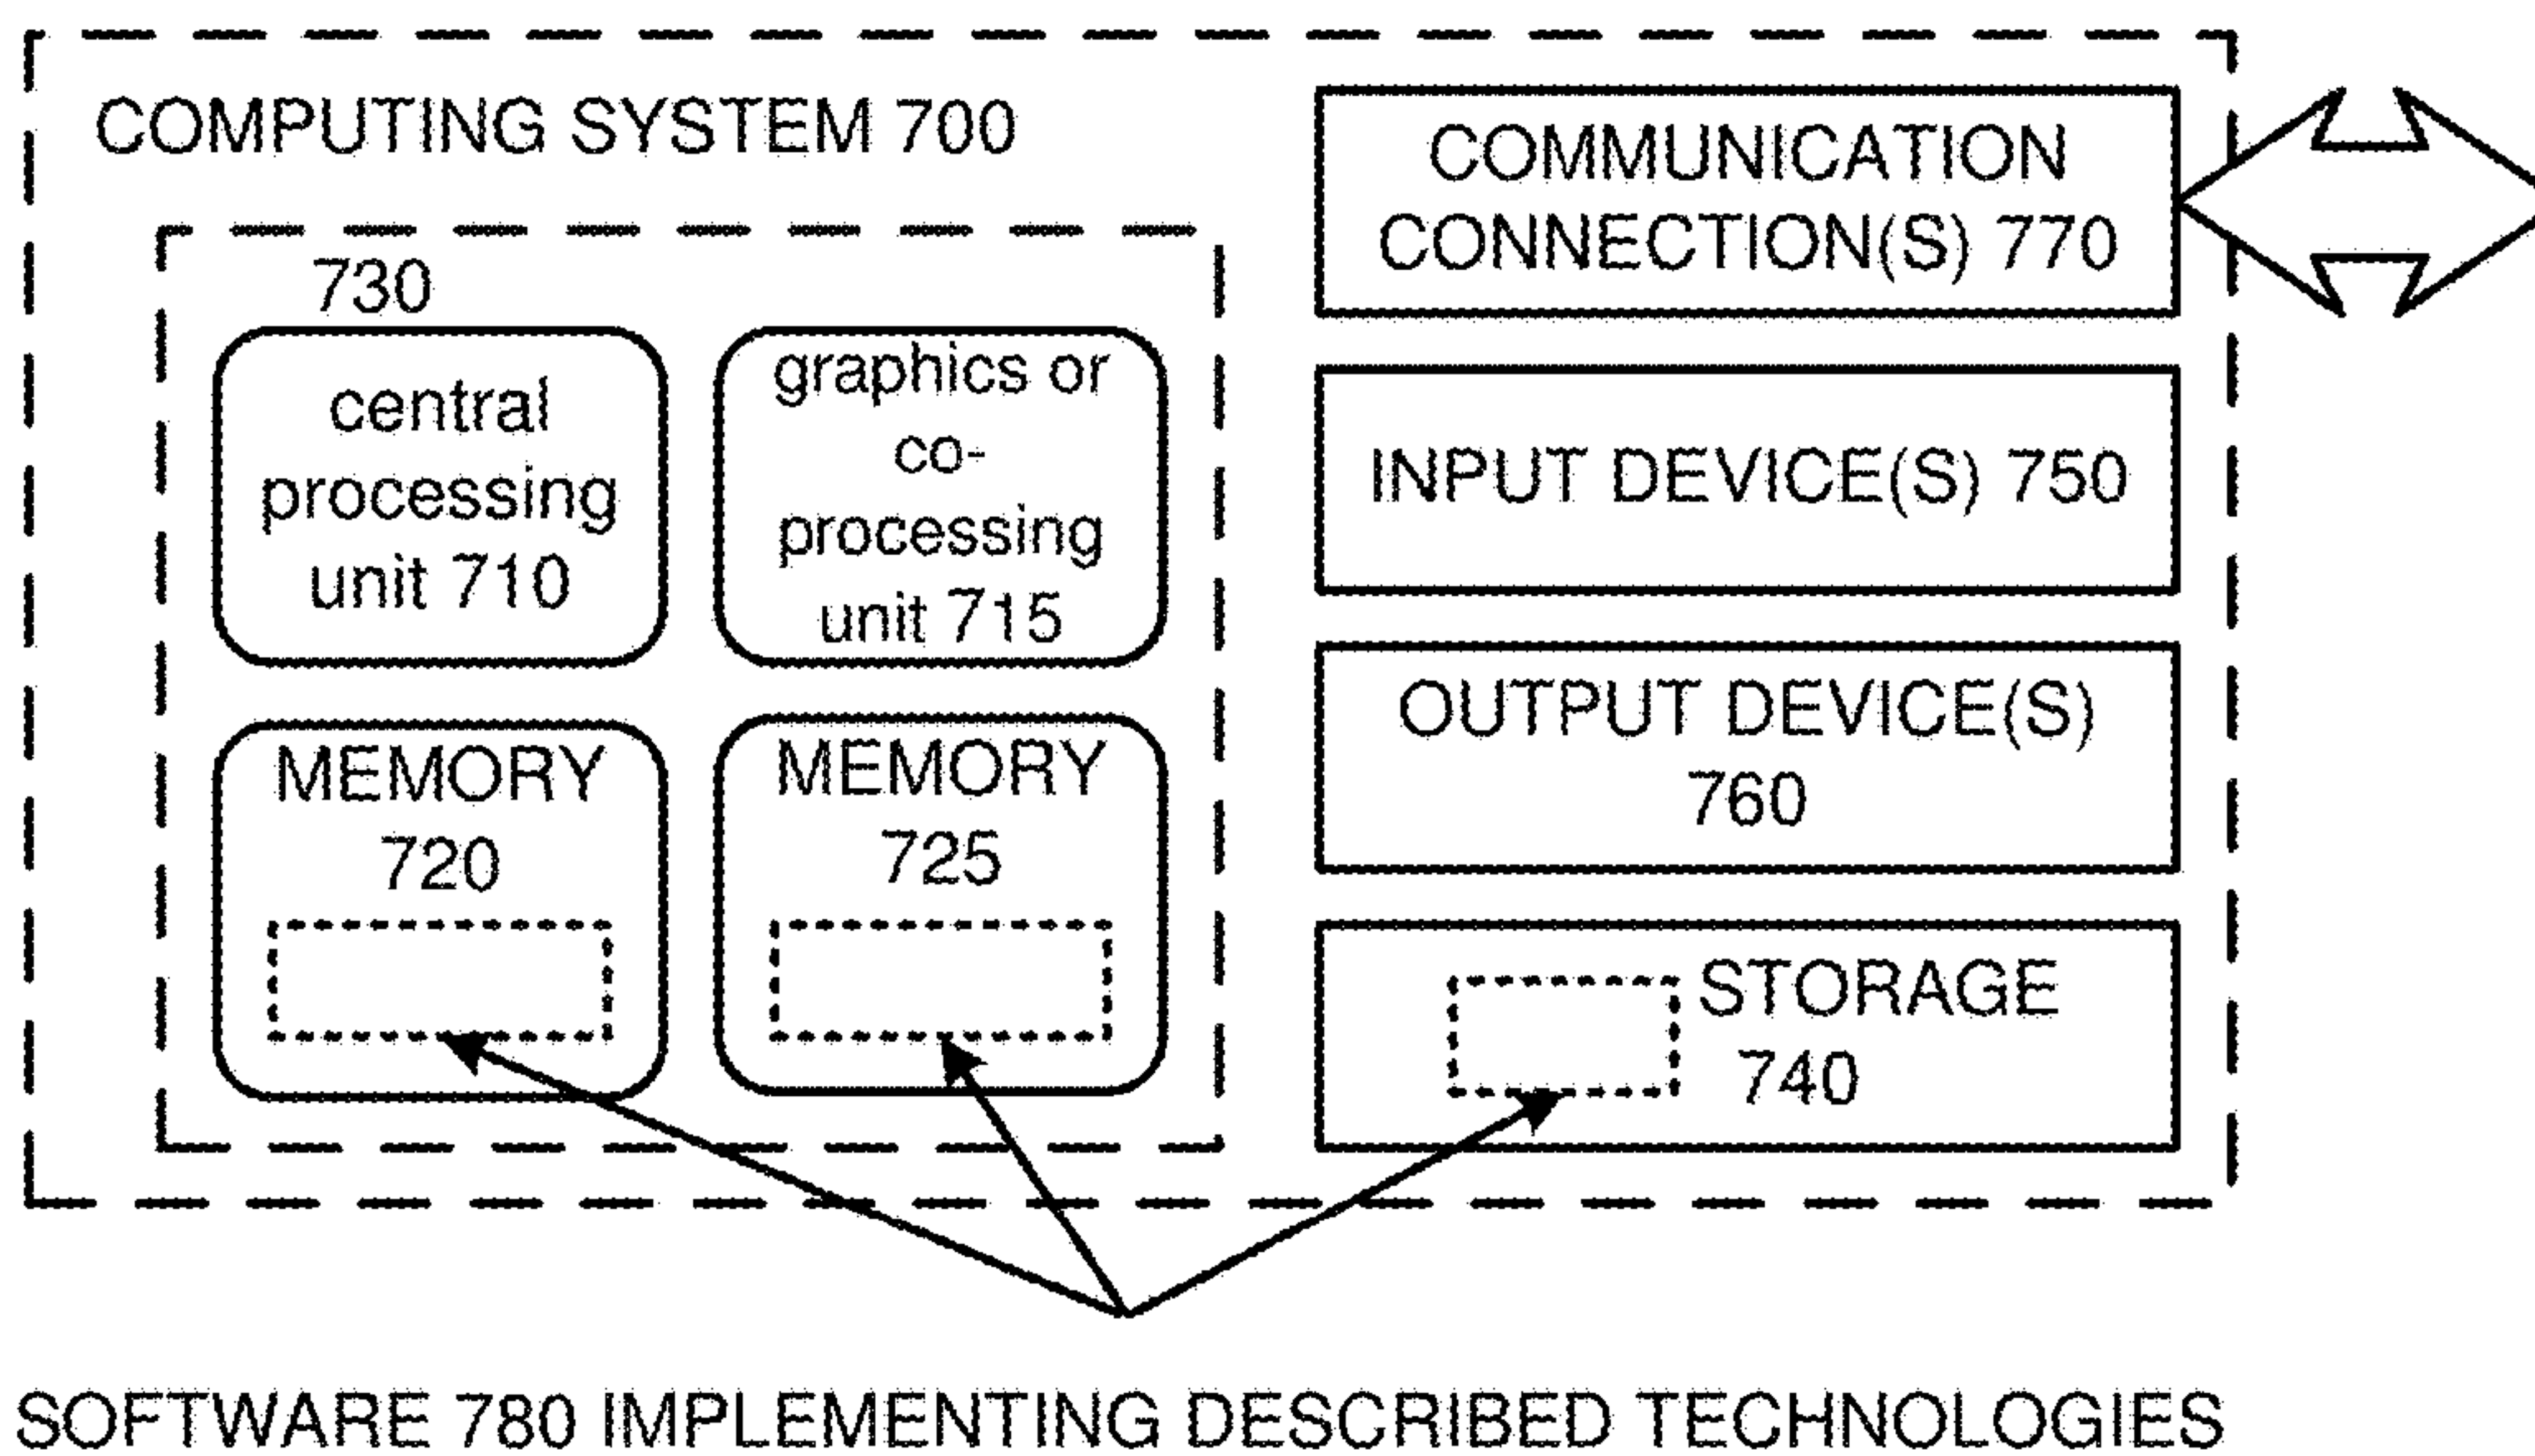 COMPUTING SYSTEM 700
730
central
processing
unit 710
graphics or
co-
processing
unit 715
MEMORY
720
MEMORY
725
COMMUNICATION
CONNECTION(S) 770
INPUT DEVICE(S) 750
OUTPUT DEVICE(S)
760
STORAGE
740
SOFTWARE 780 IMPLEMENTING DESCRIBED TECHNOLOGIES